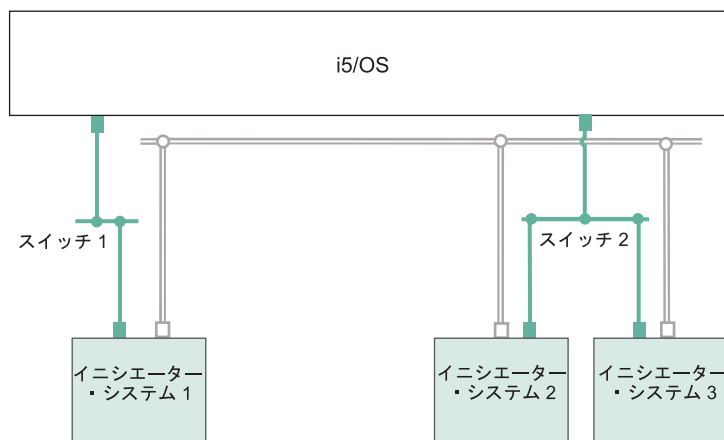 i5/OS
スイッチ 1
スイッチ 2
イニシエーター
・システム 1
イニシエーター
・システム 2
イニシエーター
・システム 3